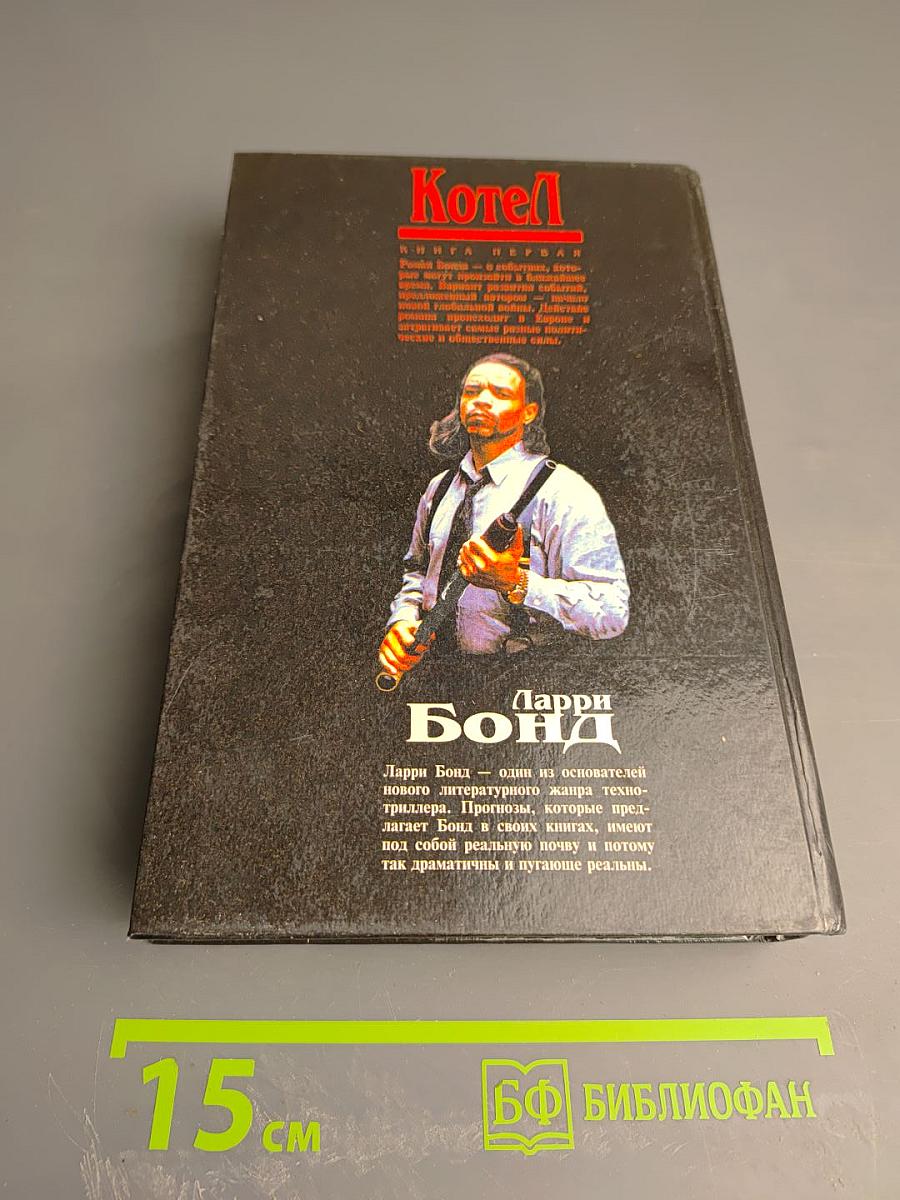 Котел
КНИГА ПЕРВАЯ
Роман Бонда — о событиях, кото-
рые могут произойти в ближайшее
время. Вариант развития событий,
предложенный автором — начало
новой глобальной войны. Действие
романа происходит в Европе и
затрагивает самые разные полити-
ческие и общественные силы.
Ларри
Бонд
Ларри Бонд — один из основателей
нового литературного жанра техно-
триллера. Прогнозы, которые пред-
лагает Бонд в своих книгах, имеют
под собой реальную почву и потому
так драматичны и пугающе реальны.
15 см
БФ БИБЛИОФАН